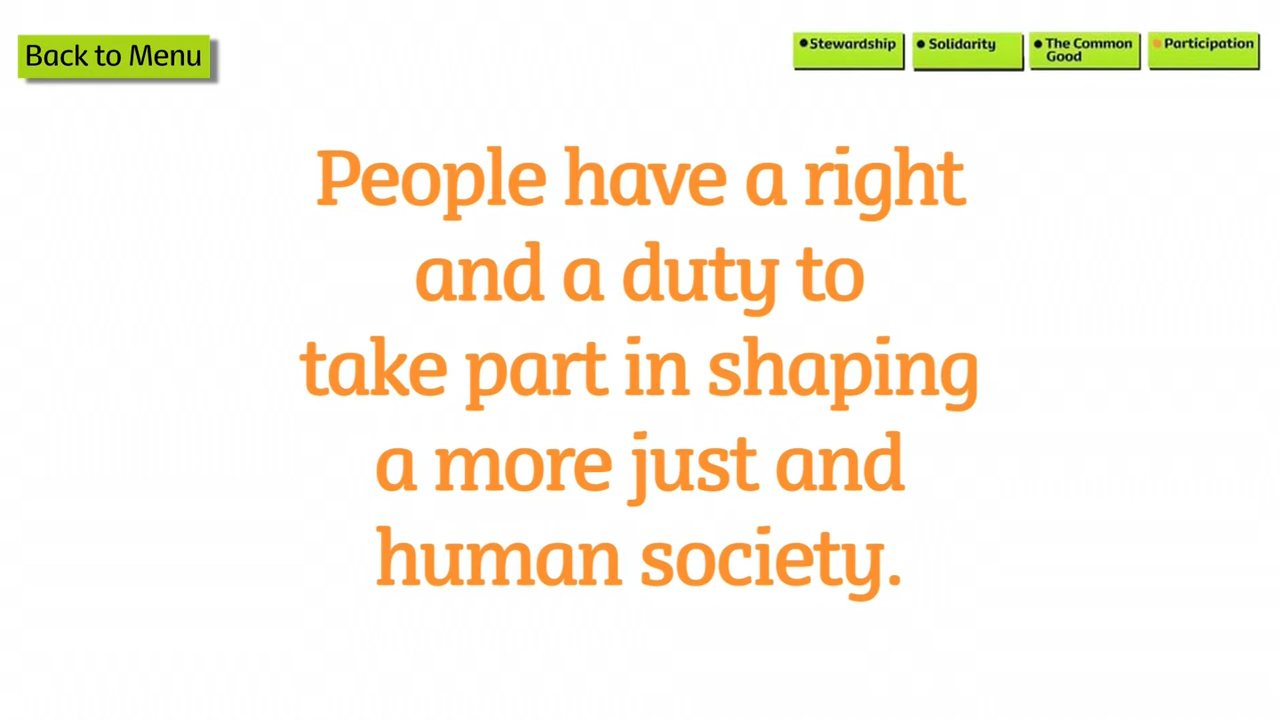 Back to Menu
Stewardship
Solidarity
The Common
Good
Participation
People have a right
and a duty to
take part in shaping
a more just and
human society.